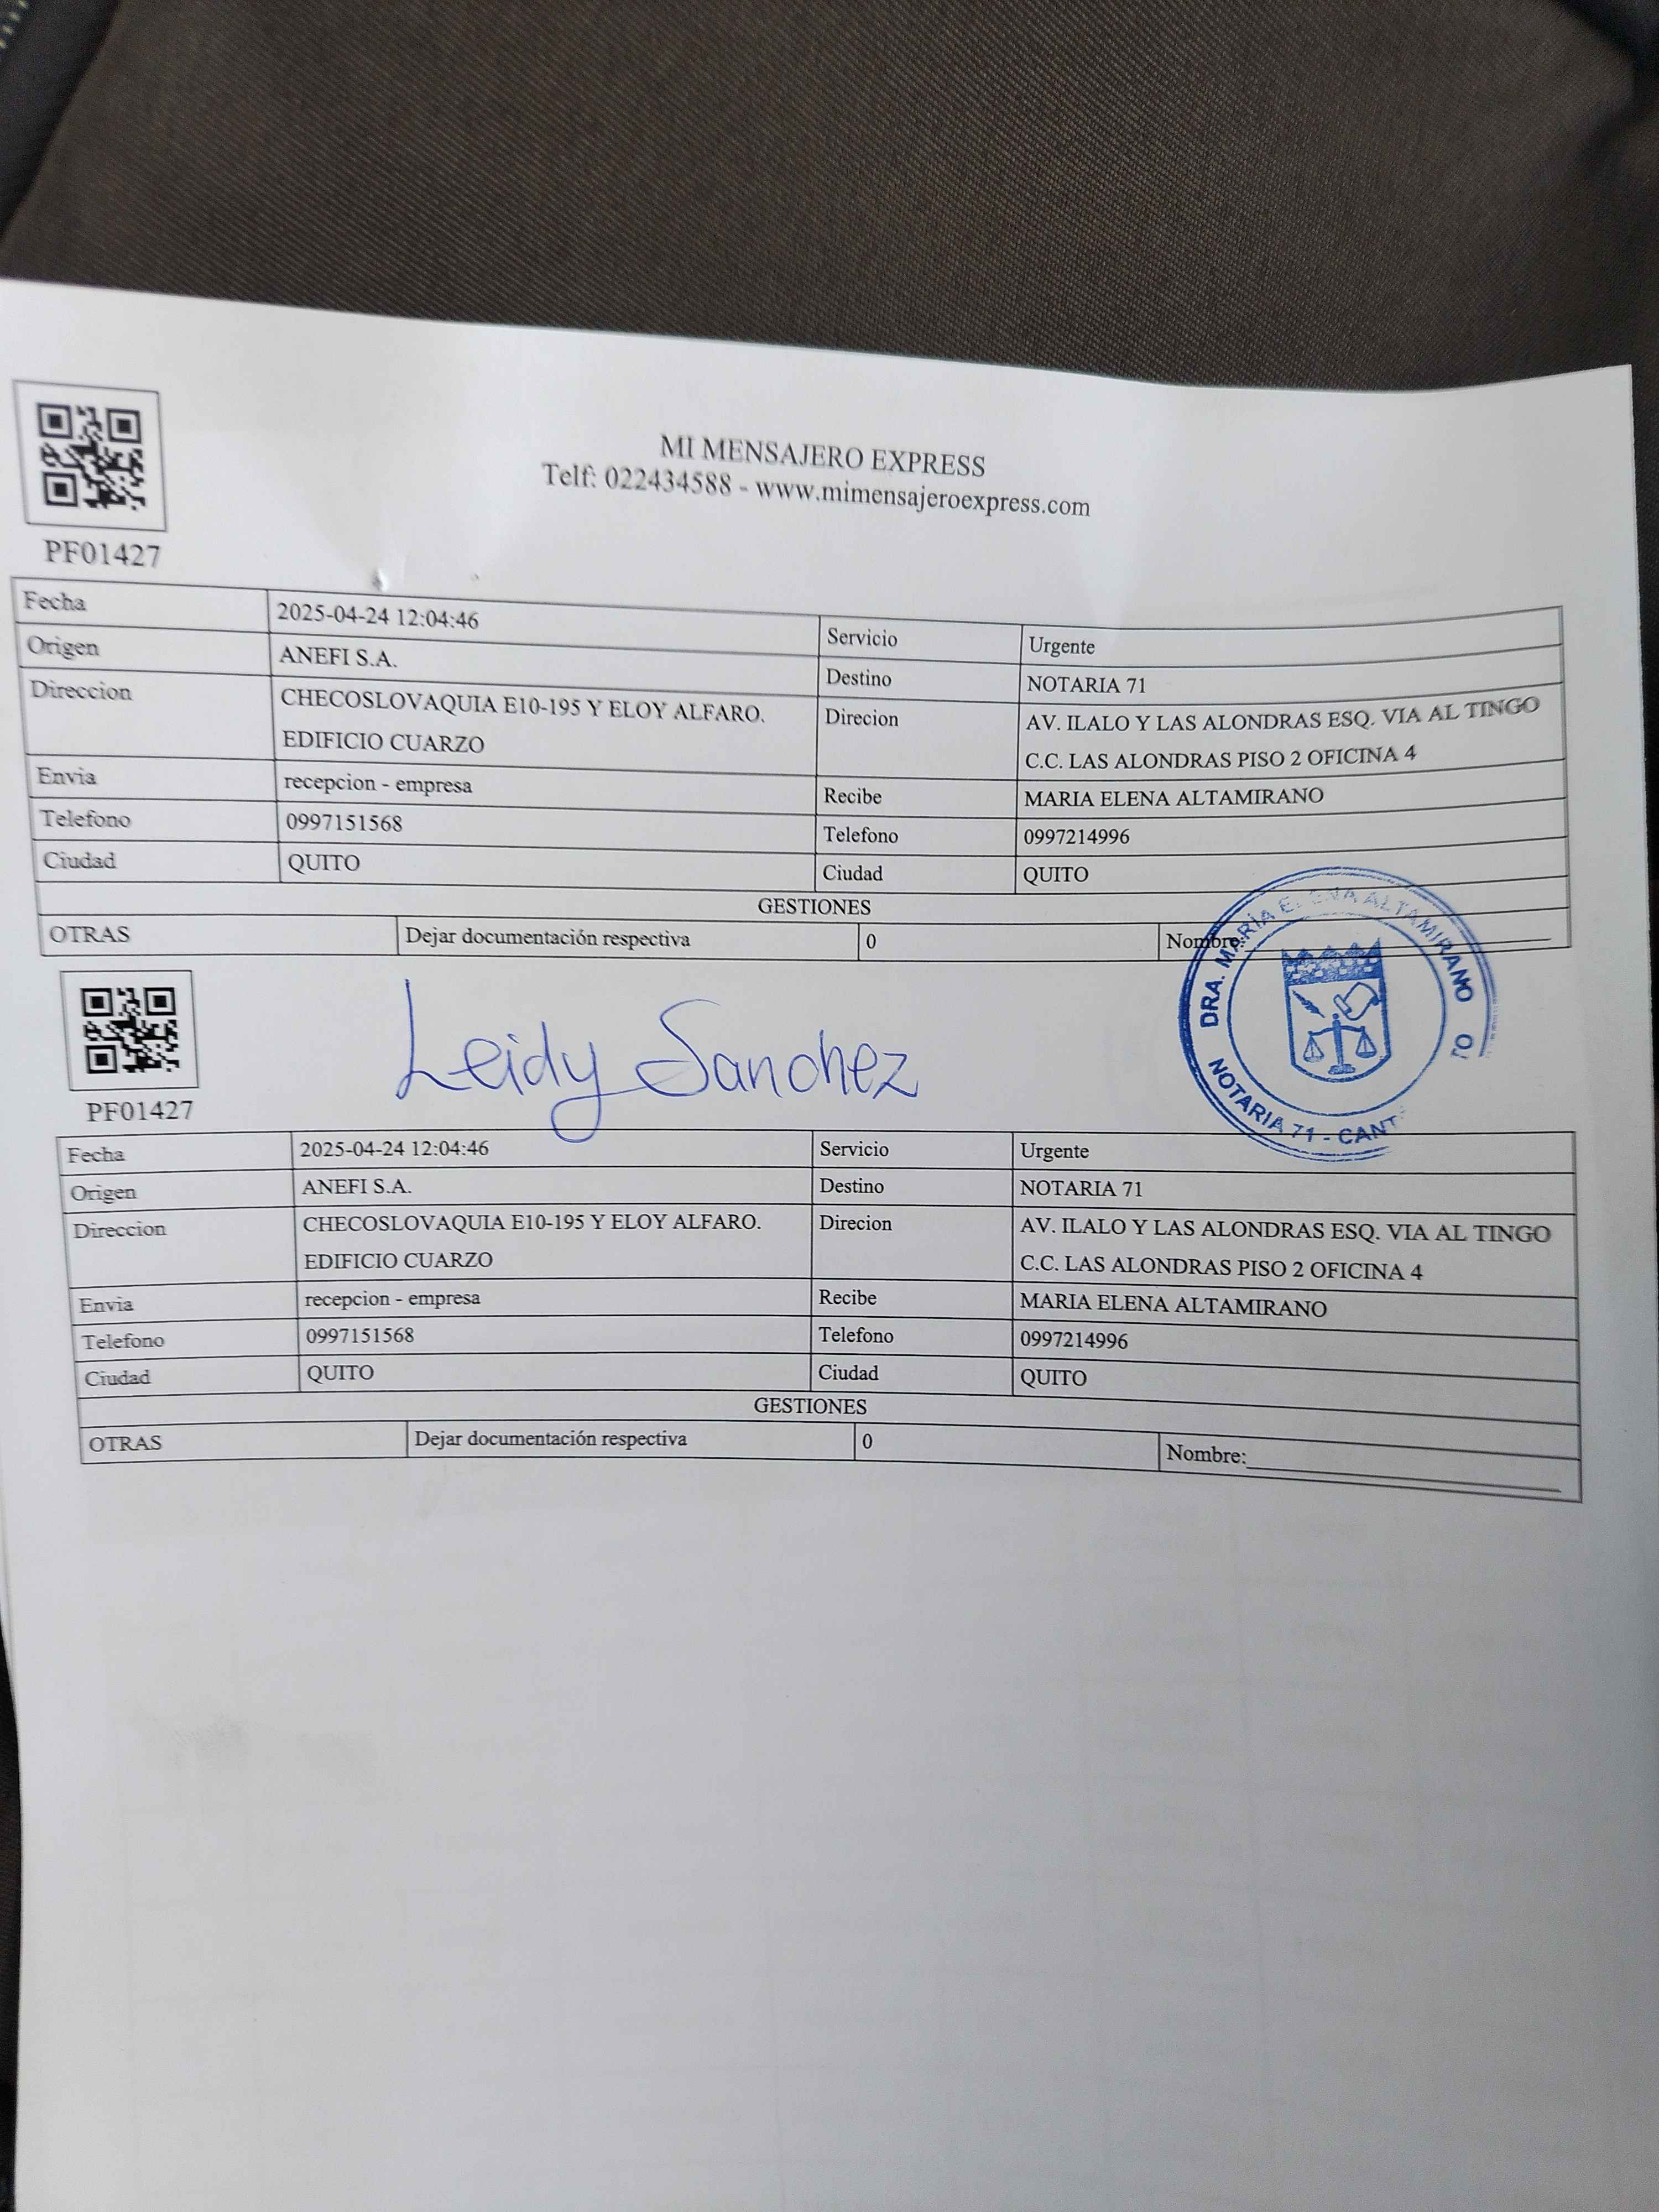 MI MENSAJERO EXPRESS
Telf: 022434588 - www.mimensajeroexpress.com
PF01427
Fecha 2025-04-24 12:04:46 Servicio Urgente
Origen ANEFI S.A. Destino NOTARIA 71
Direccion CHECOSLOVAQUIA E10-195 Y ELOY ALFARO. Direcion AV. ILALO Y LAS ALONDRAS ESQ. VIA AL TINGO
EDIFICIO CUARZO C.C. LAS ALONDRAS PISO 2 OFICINA 4
Envia recepcion - empresa Recibe MARIA ELENA ALTAMIRANO
Telefono 0997151568 Telefono 0997214996
Ciudad QUITO Ciudad QUITO
GESTIONES
OTRAS Dejar documentación respectiva 0 Nombre:
DRA. MARÍA ELENA ALTAMIRANO
NOTARIA 71 - CANT
TO
Leidy Sanchez
PF01427
Fecha 2025-04-24 12:04:46 Servicio Urgente
Origen ANEFI S.A. Destino NOTARIA 71
Direccion CHECOSLOVAQUIA E10-195 Y ELOY ALFARO. Direcion AV. ILALO Y LAS ALONDRAS ESQ. VIA AL TINGO
EDIFICIO CUARZO C.C. LAS ALONDRAS PISO 2 OFICINA 4
Envia recepcion - empresa Recibe MARIA ELENA ALTAMIRANO
Telefono 0997151568 Telefono 0997214996
Ciudad QUITO Ciudad QUITO
GESTIONES
OTRAS Dejar documentación respectiva 0 Nombre: